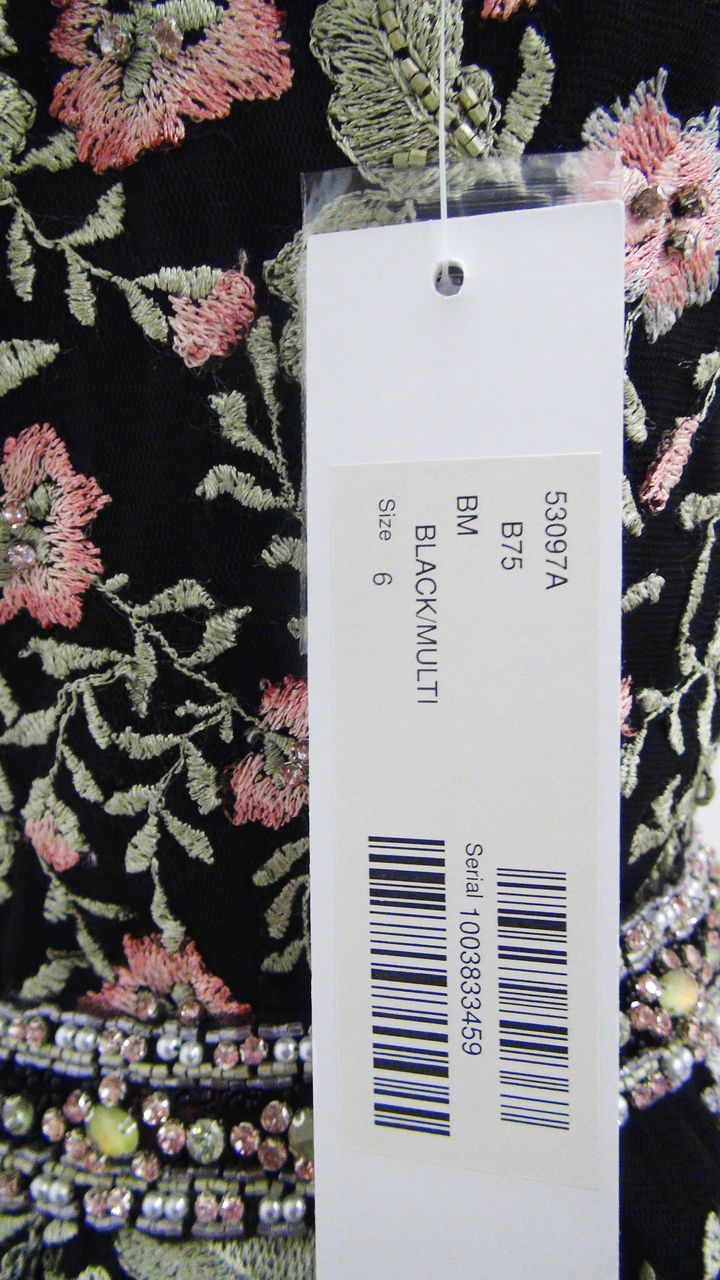 53097A
B75
BM
BLACK/MULTI
Size 6
Serial 1003833459